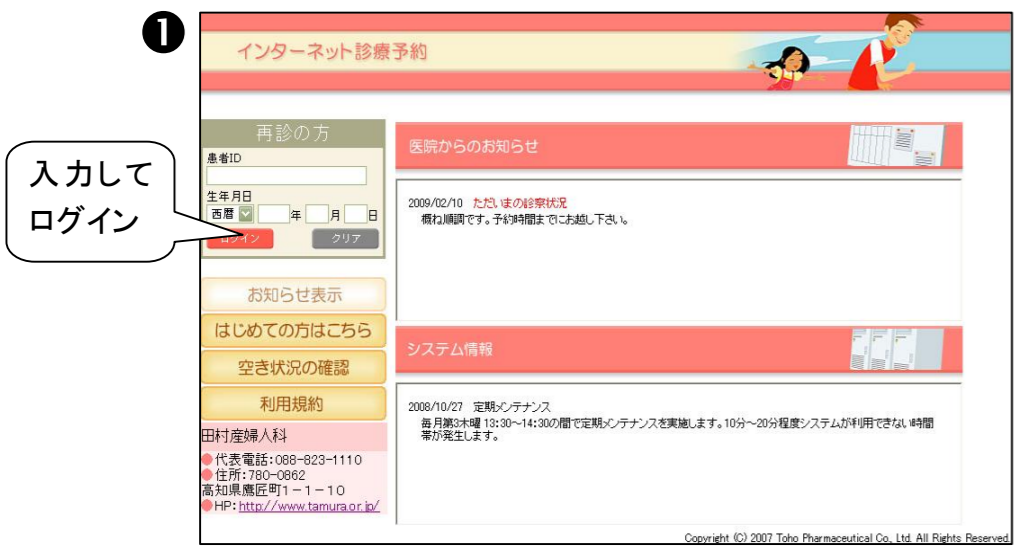 ❶
インターネット診療予約
入力して
ログイン
再診の方
患者ID
生年月日
西暦 年 月 日
ログイン クリア
お知らせ表示
はじめての方はこちら
空き状況の確認
利用規約
田村産婦人科
●代表電話:088-823-1110
●住所:780-0862
高知県鷹匠町1-1-10
●HP:http://www.tamura.or.jp/
医院からのお知らせ
2009/02/10 ただいまの診察状況
概ね順調です。予約時間までにお越し下さい。
システム情報
2008/10/27 定期メンテナンス
毎月第3木曜 13:30～14:30の間で定期メンテナンスを実施します。10分～20分程度システムが利用できない時間
帯が発生します。
Copyright (C) 2007 Toho Pharmaceutical Co., Ltd. All Rights Reserved.